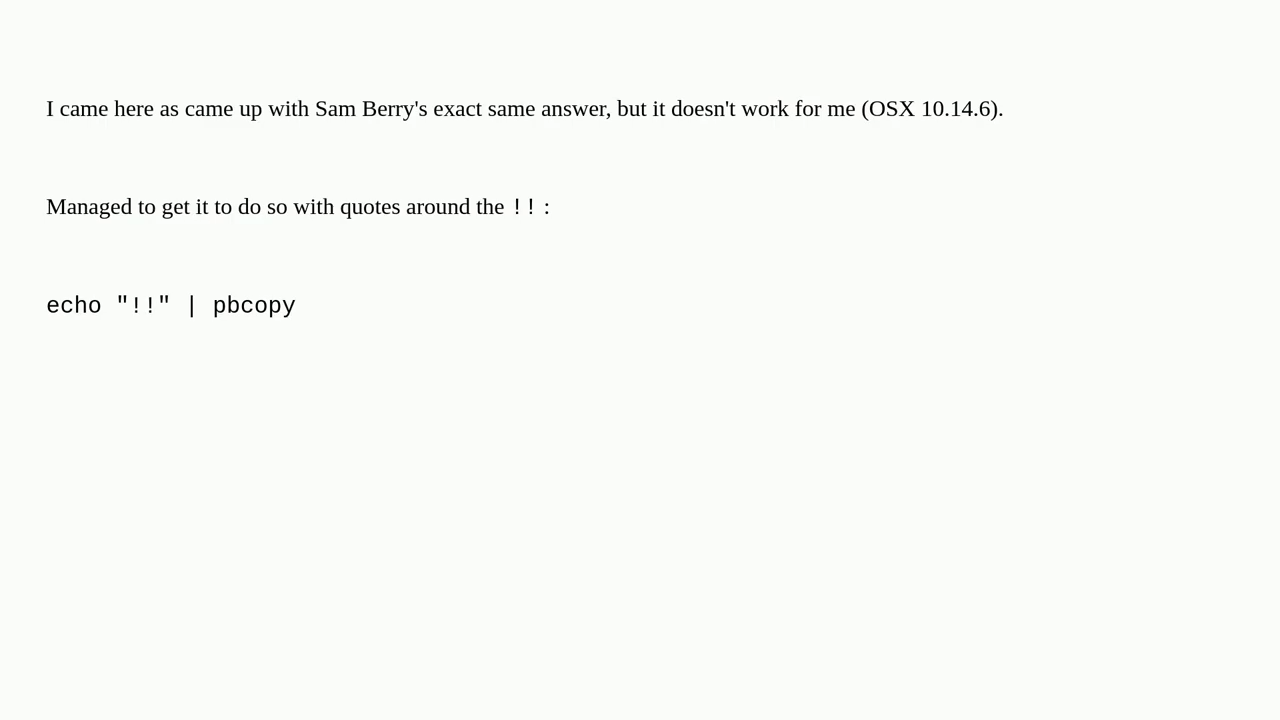 I came here as came up with Sam Berry's exact same answer, but it doesn't work for me (OSX 10.14.6).
Managed to get it to do so with quotes around the !! :
echo "!!" | pbcopy